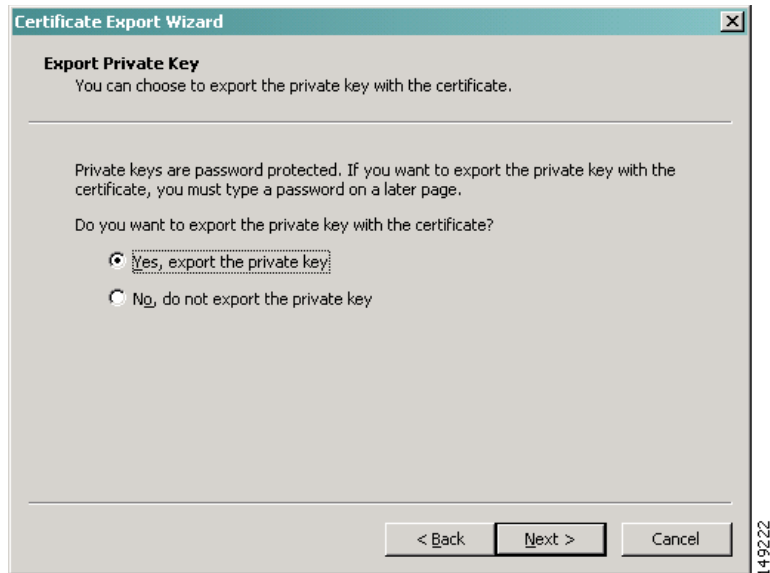 Certificate Export Wizard
Export Private Key
You can choose to export the private key with the certificate.
Private keys are password protected. If you want to export the private key with the
certificate, you must type a password on a later page.
Do you want to export the private key with the certificate?
Yes, export the private key
No, do not export the private key
< Back
Next >
Cancel
149222